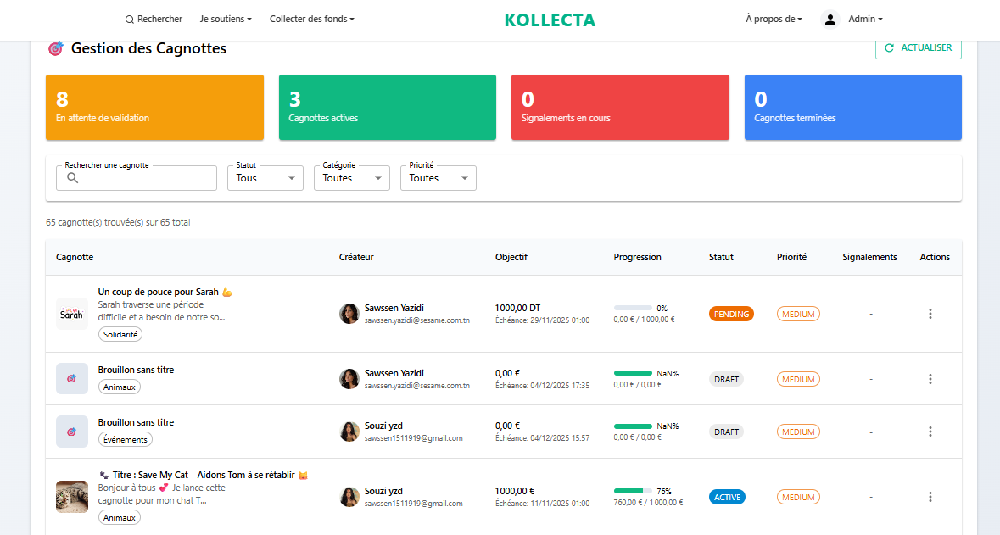 Rechercher Je soutiens Collecter des fonds KOLLECTA À propos de Admin
Gestion des Cagnottes ACTUALISER
8 3 0 0
En attente de validation Cagnottes actives Signalements en cours Cagnottes terminées
Rechercher une cagnotte Statut Catégorie Priorité
Tous Toutes Toutes
65 cagnotte(s) trouvée(s) sur 65 total
Cagnotte Créateur Objectif Progression Statut Priorité Signalements Actions
Un coup de pouce pour Sarah 💪
Sarah traverse une période
difficile et a besoin de notre so...
Solidarité
Sarah
Sawssen Yazidi
sawssen.yazidi@sesame.com.tn
1000,00 DT
Échéance: 29/11/2025 01:00
0%
0,00 € / 1 000,00 €
PENDING MEDIUM -
Brouillon sans titre
Animaux
Sawssen Yazidi
sawssen.yazidi@sesame.com.tn
0,00 €
Échéance: 04/12/2025 17:35
NaN%
0,00 € / 0,00 €
DRAFT MEDIUM -
Brouillon sans titre
Événements
Souzi yzd
sawssen1511919@gmail.com
0,00 €
Échéance: 04/12/2025 15:57
NaN%
0,00 € / 0,00 €
DRAFT MEDIUM -
🐾 Titre : Save My Cat – Aidons Tom à se rétablir 🐱
Bonjour à tous 💕 Je lance cette
cagnotte pour mon chat T...
Animaux
Souzi yzd
sawssen1511919@gmail.com
1000,00 €
Échéance: 11/11/2025 01:00
76%
760,00 € / 1 000,00 €
ACTIVE MEDIUM -